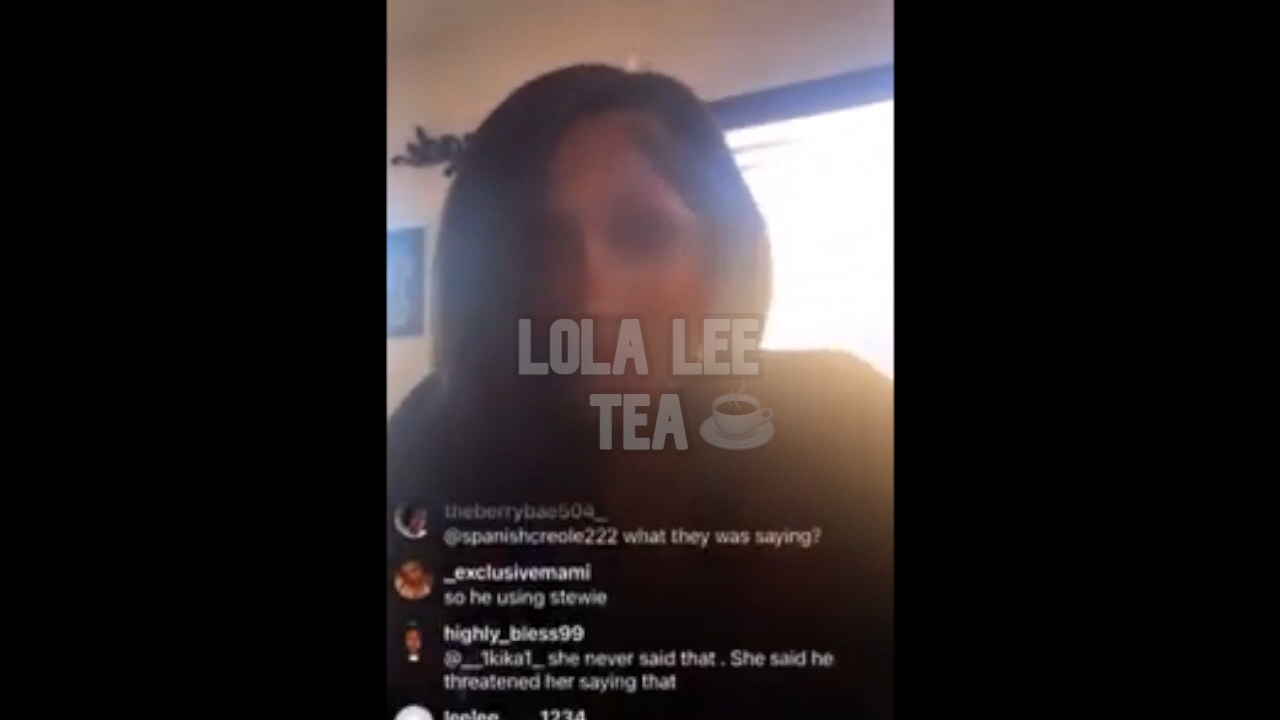 LOLA LEE
TEA
theberrybae504_
@spanishcreole222 what they was saying?
_exclusivemami
so he using stewie
highly_bless99
@__1kika1_ she never said that . She said he
threatened her saying that
1234